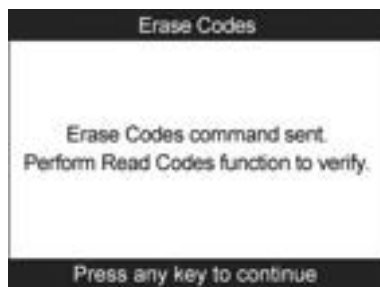 Erase Codes
Erase Codes command sent.
Perform Read Codes function to verify.
Press any key to continue